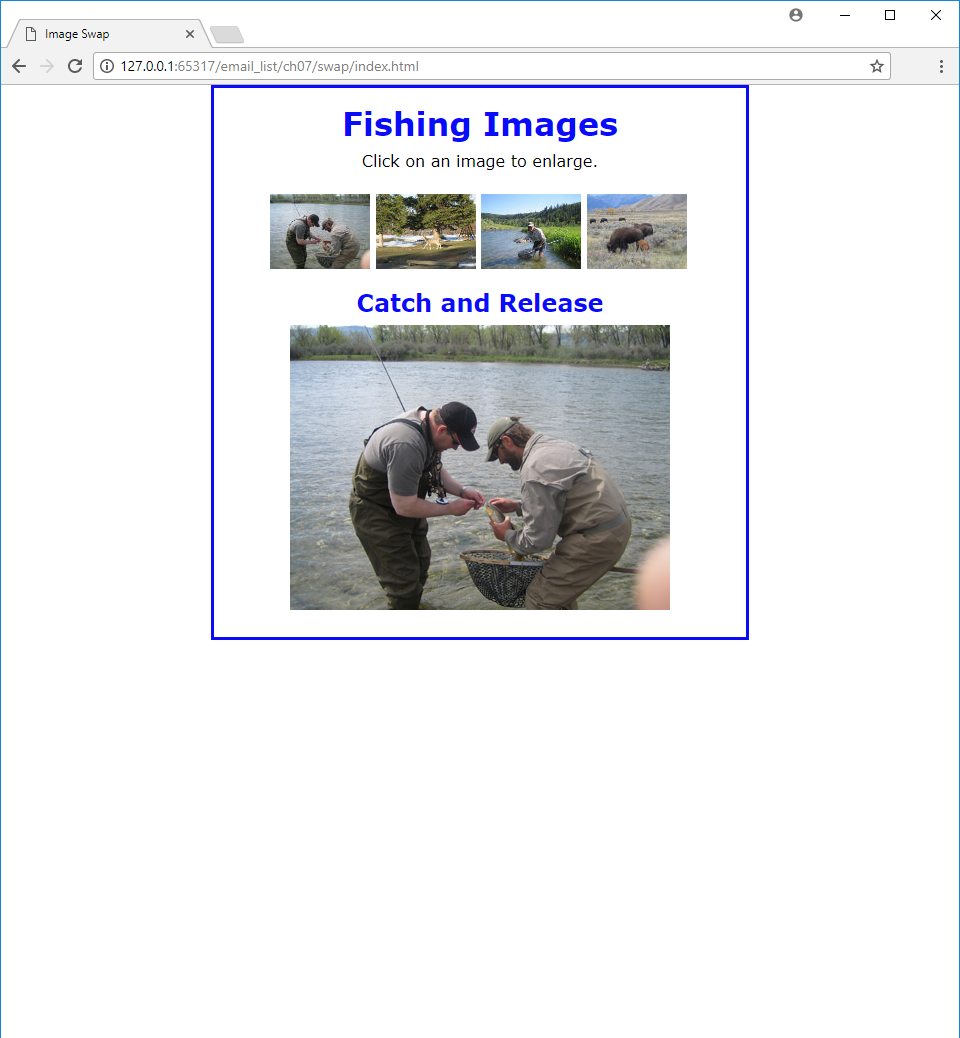 Image Swap
127.0.0.1:65317/email_list/ch07/swap/index.html
Fishing Images
Click on an image to enlarge.
Catch and Release